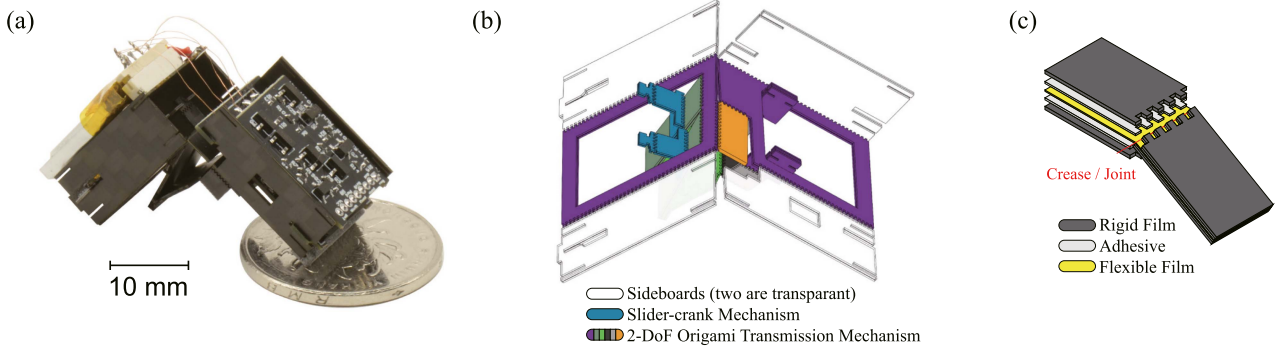 (a)
10 mm
(b)
Sideboards (two are transparant)
Slider-crank Mechanism
2-DoF Origami Transmission Mechanism
(c)
Crease / Joint
Rigid Film
Adhesive
Flexible Film